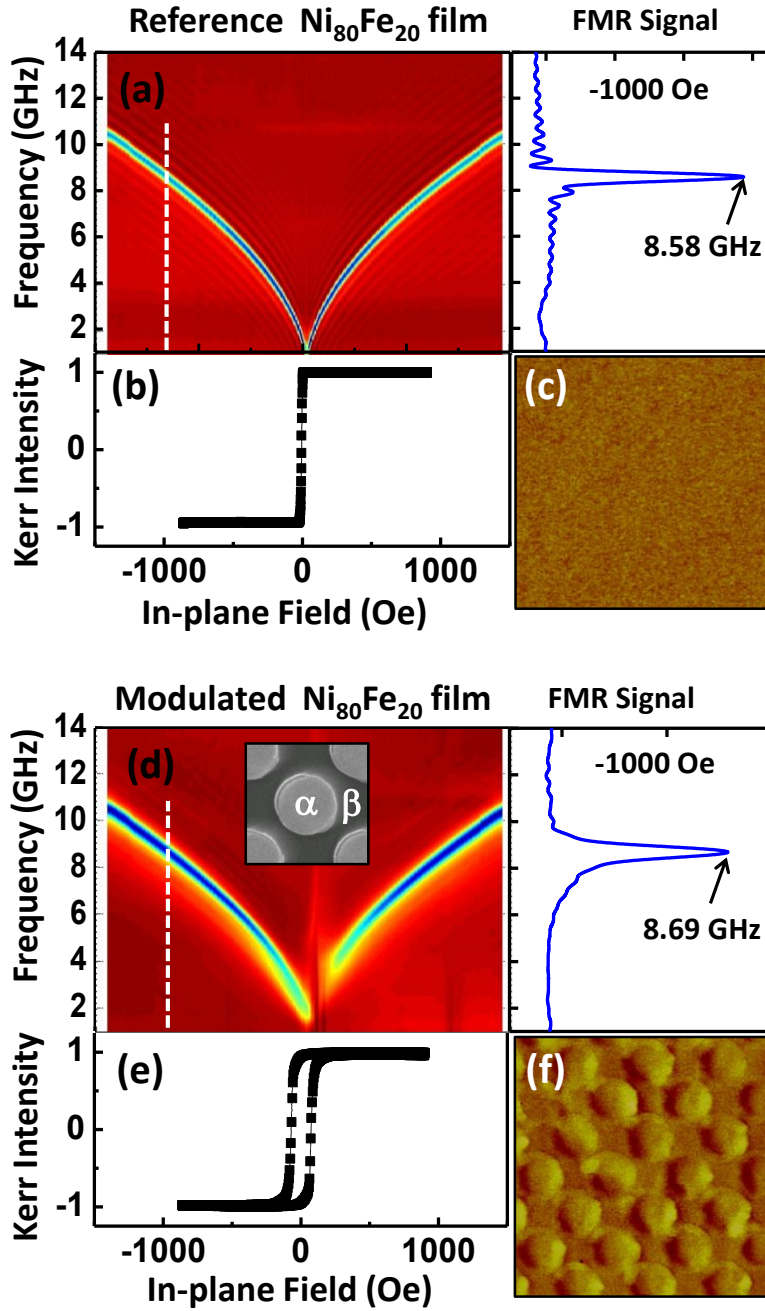 Reference Ni₈₀Fe₂₀ film
FMR Signal
14
12
10
8
6
4
2
Frequency (GHz)
(a)
-1000 Oe
8.58 GHz
Kerr Intensity
1
0
-1
(b)
(c)
-1000
0
1000
In-plane Field (Oe)
Modulated Ni₈₀Fe₂₀ film
FMR Signal
14
12
10
8
6
4
2
Frequency (GHz)
(d)
α
β
-1000 Oe
8.69 GHz
Kerr Intensity
1
0
-1
(e)
(f)
-1000
0
1000
In-plane Field (Oe)